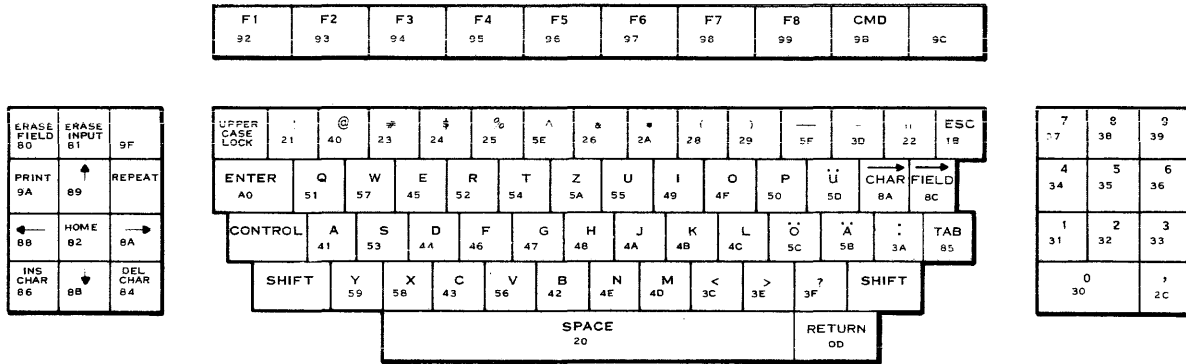 F1 F2 F3 F4 F5 F6 F7 F8 CMD
92 93 94 95 96 97 98 99 9B 9C
ERASE FIELD 80 ERASE INPUT 81 9F
PRINT 9A ↑ 89 REPEAT
← 88 HOME 82 → 8A
INS CHAR 86 ↓ 8B DEL CHAR 84
UPPER CASE LOCK ! @ # $ % ^ & * ( ) — - " ESC
21 40 23 24 25 5E 26 2A 28 29 5F 3D 22 1B
ENTER Q W E R T Z U I O P Ü → CHAR → FIELD
A0 51 57 45 52 54 5A 55 49 4F 50 5D 8A 8C
CONTROL A S D F G H J K L Ö Ä : TAB
41 53 44 46 47 48 4A 4B 4C 5C 5B 3A 85
SHIFT Y X C V B N M < > ? SHIFT
59 58 43 56 42 4E 4D 3C 3E 3F
SPACE RETURN
20 0D
7 8 9
37 38 39
4 5 6
34 35 36
1 2 3
31 32 33
0 ,
30 2C